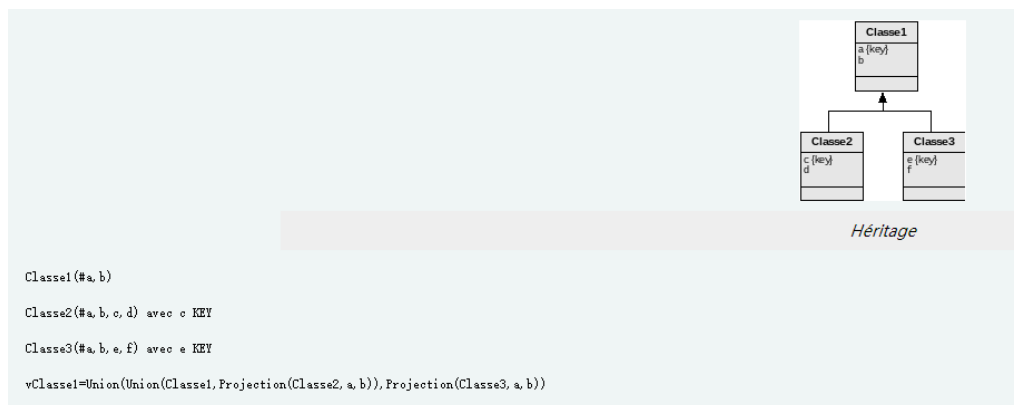 Classe1
a {key}
b
Classe2
c {key}
d
Classe3
e {key}
f
Héritage
Classe1(#a,b)
Classe2(#a,b,c,d) avec c KEY
Classe3(#a,b,e,f) avec e KEY
vClasse1=Union(Union(Classe1,Projection(Classe2,a,b)),Projection(Classe3,a,b))